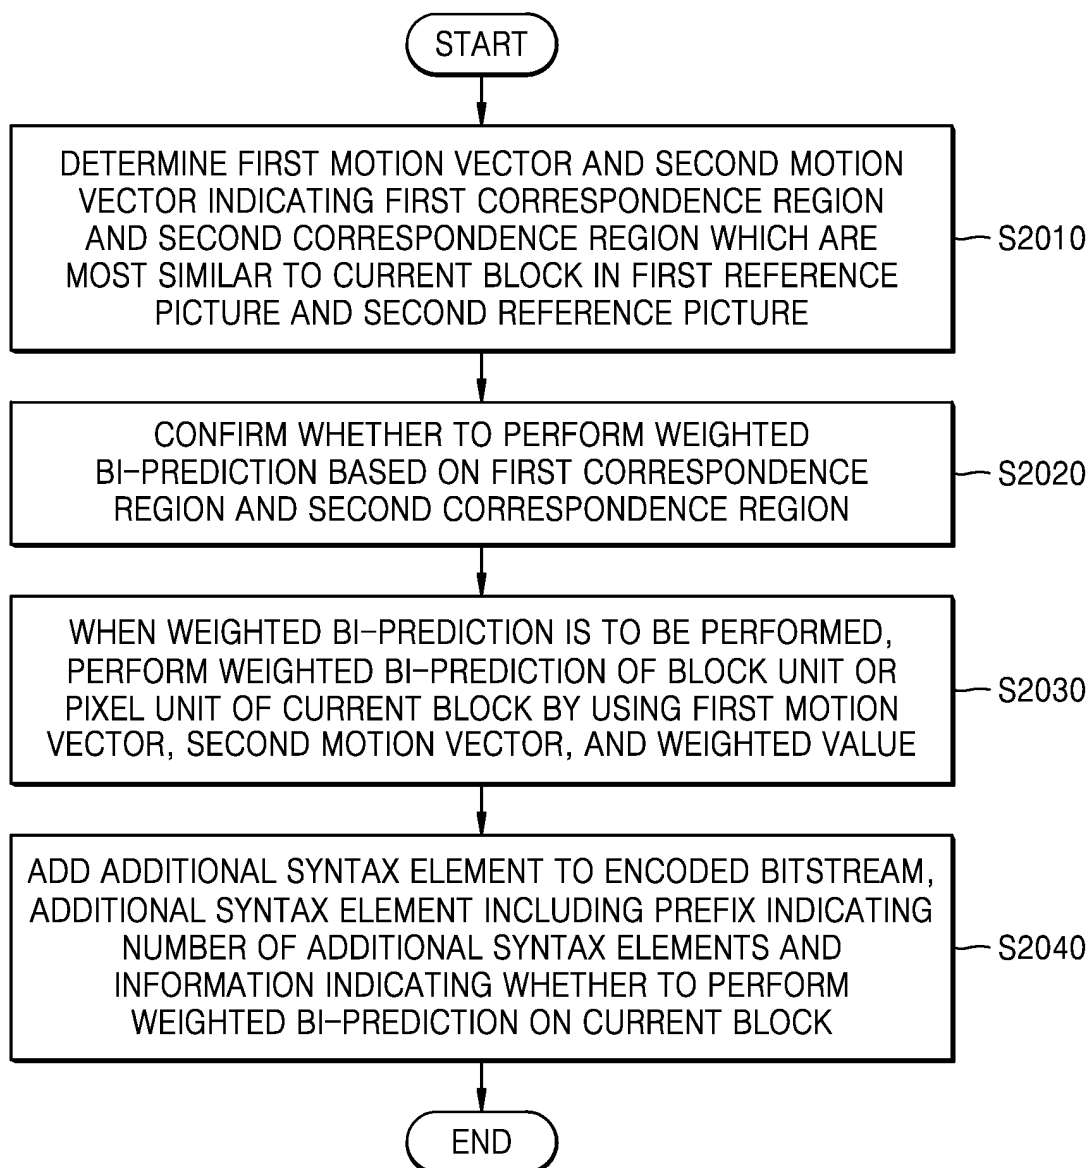 START
DETERMINE FIRST MOTION VECTOR AND SECOND MOTION
VECTOR INDICATING FIRST CORRESPONDENCE REGION
AND SECOND CORRESPONDENCE REGION WHICH ARE
MOST SIMILAR TO CURRENT BLOCK IN FIRST REFERENCE
PICTURE AND SECOND REFERENCE PICTURE
S2010
CONFIRM WHETHER TO PERFORM WEIGHTED
BI-PREDICTION BASED ON FIRST CORRESPONDENCE
REGION AND SECOND CORRESPONDENCE REGION
S2020
WHEN WEIGHTED BI-PREDICTION IS TO BE PERFORMED,
PERFORM WEIGHTED BI-PREDICTION OF BLOCK UNIT OR
PIXEL UNIT OF CURRENT BLOCK BY USING FIRST MOTION
VECTOR, SECOND MOTION VECTOR, AND WEIGHTED VALUE
S2030
ADD ADDITIONAL SYNTAX ELEMENT TO ENCODED BITSTREAM,
ADDITIONAL SYNTAX ELEMENT INCLUDING PREFIX INDICATING
NUMBER OF ADDITIONAL SYNTAX ELEMENTS AND
INFORMATION INDICATING WHETHER TO PERFORM
WEIGHTED BI-PREDICTION ON CURRENT BLOCK
S2040
END